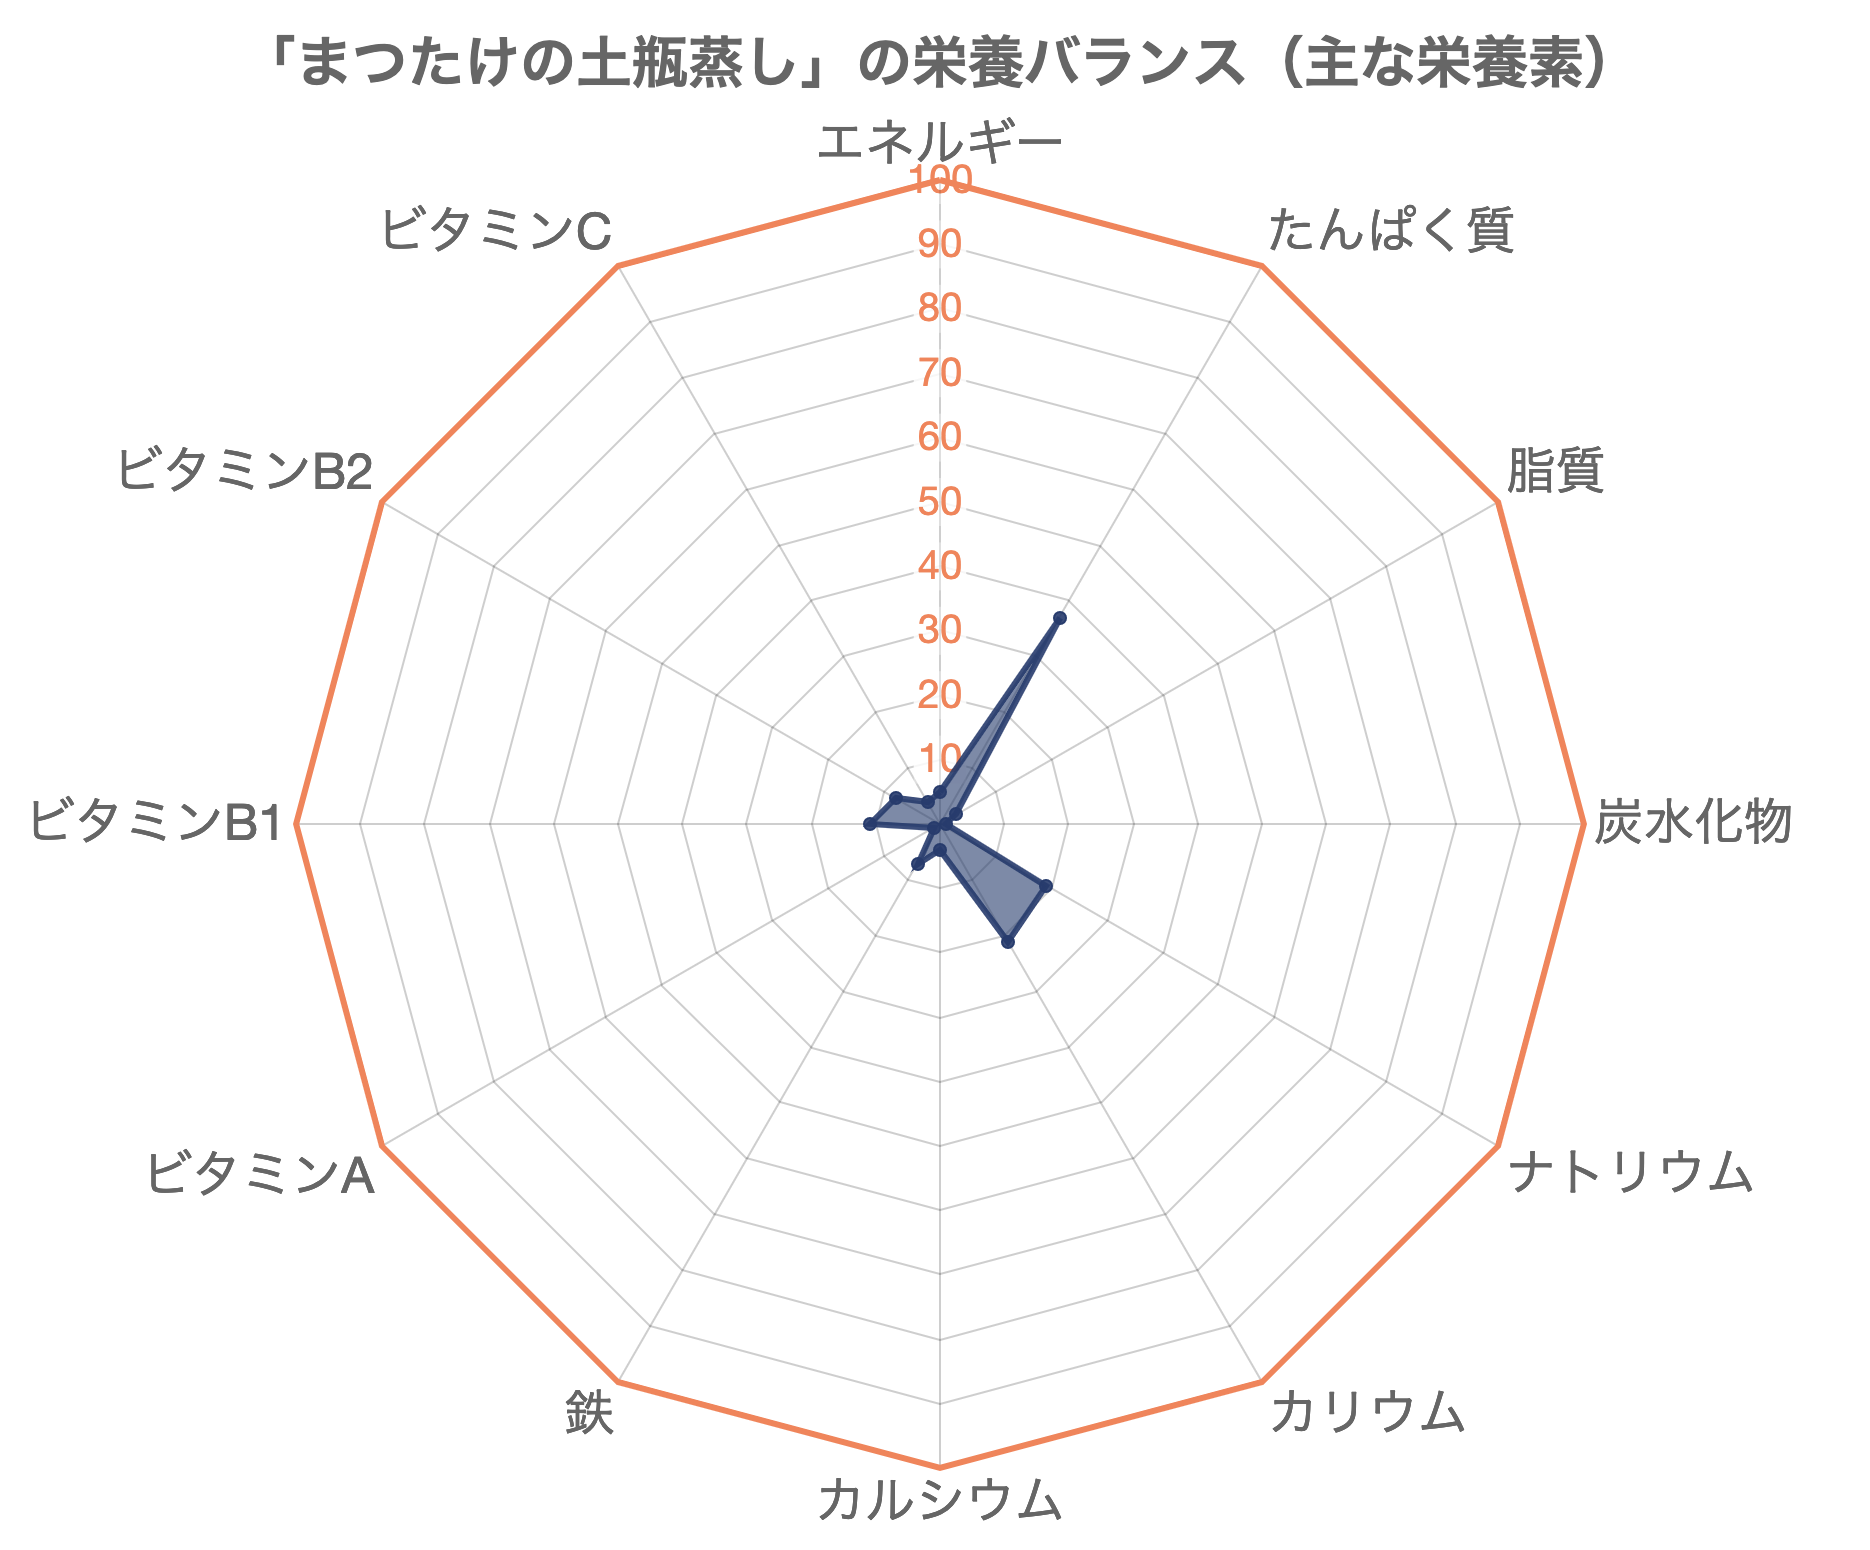 「まつたけの土瓶蒸し」の栄養バランス（主な栄養素）
エネルギー
100
ビタミンC
たんぱく質
90
80
70
60
ビタミンB2
脂質
50
40
30
20
10
ビタミンB1
炭水化物
ビタミンA
ナトリウム
鉄
カリウム
カルシウム